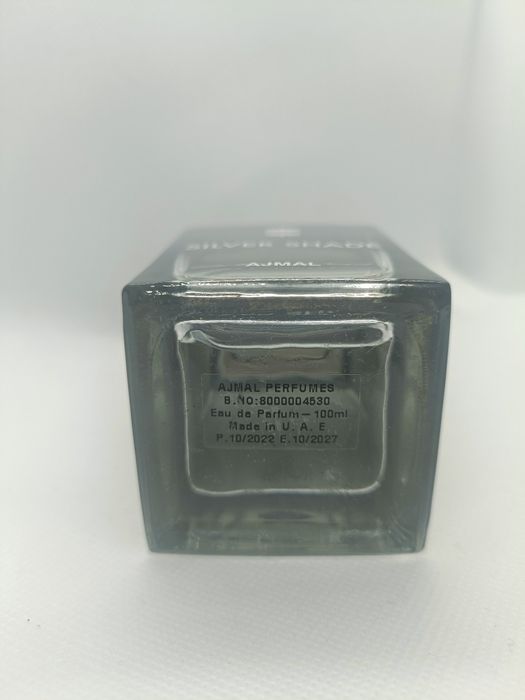 SILVER SHADE
AJMAL
AJMAL PERFUMES
B.NO:8000004530
Eau de Parfum – 100ml
Made in U. A. E
P.10/2022 E.10/2027